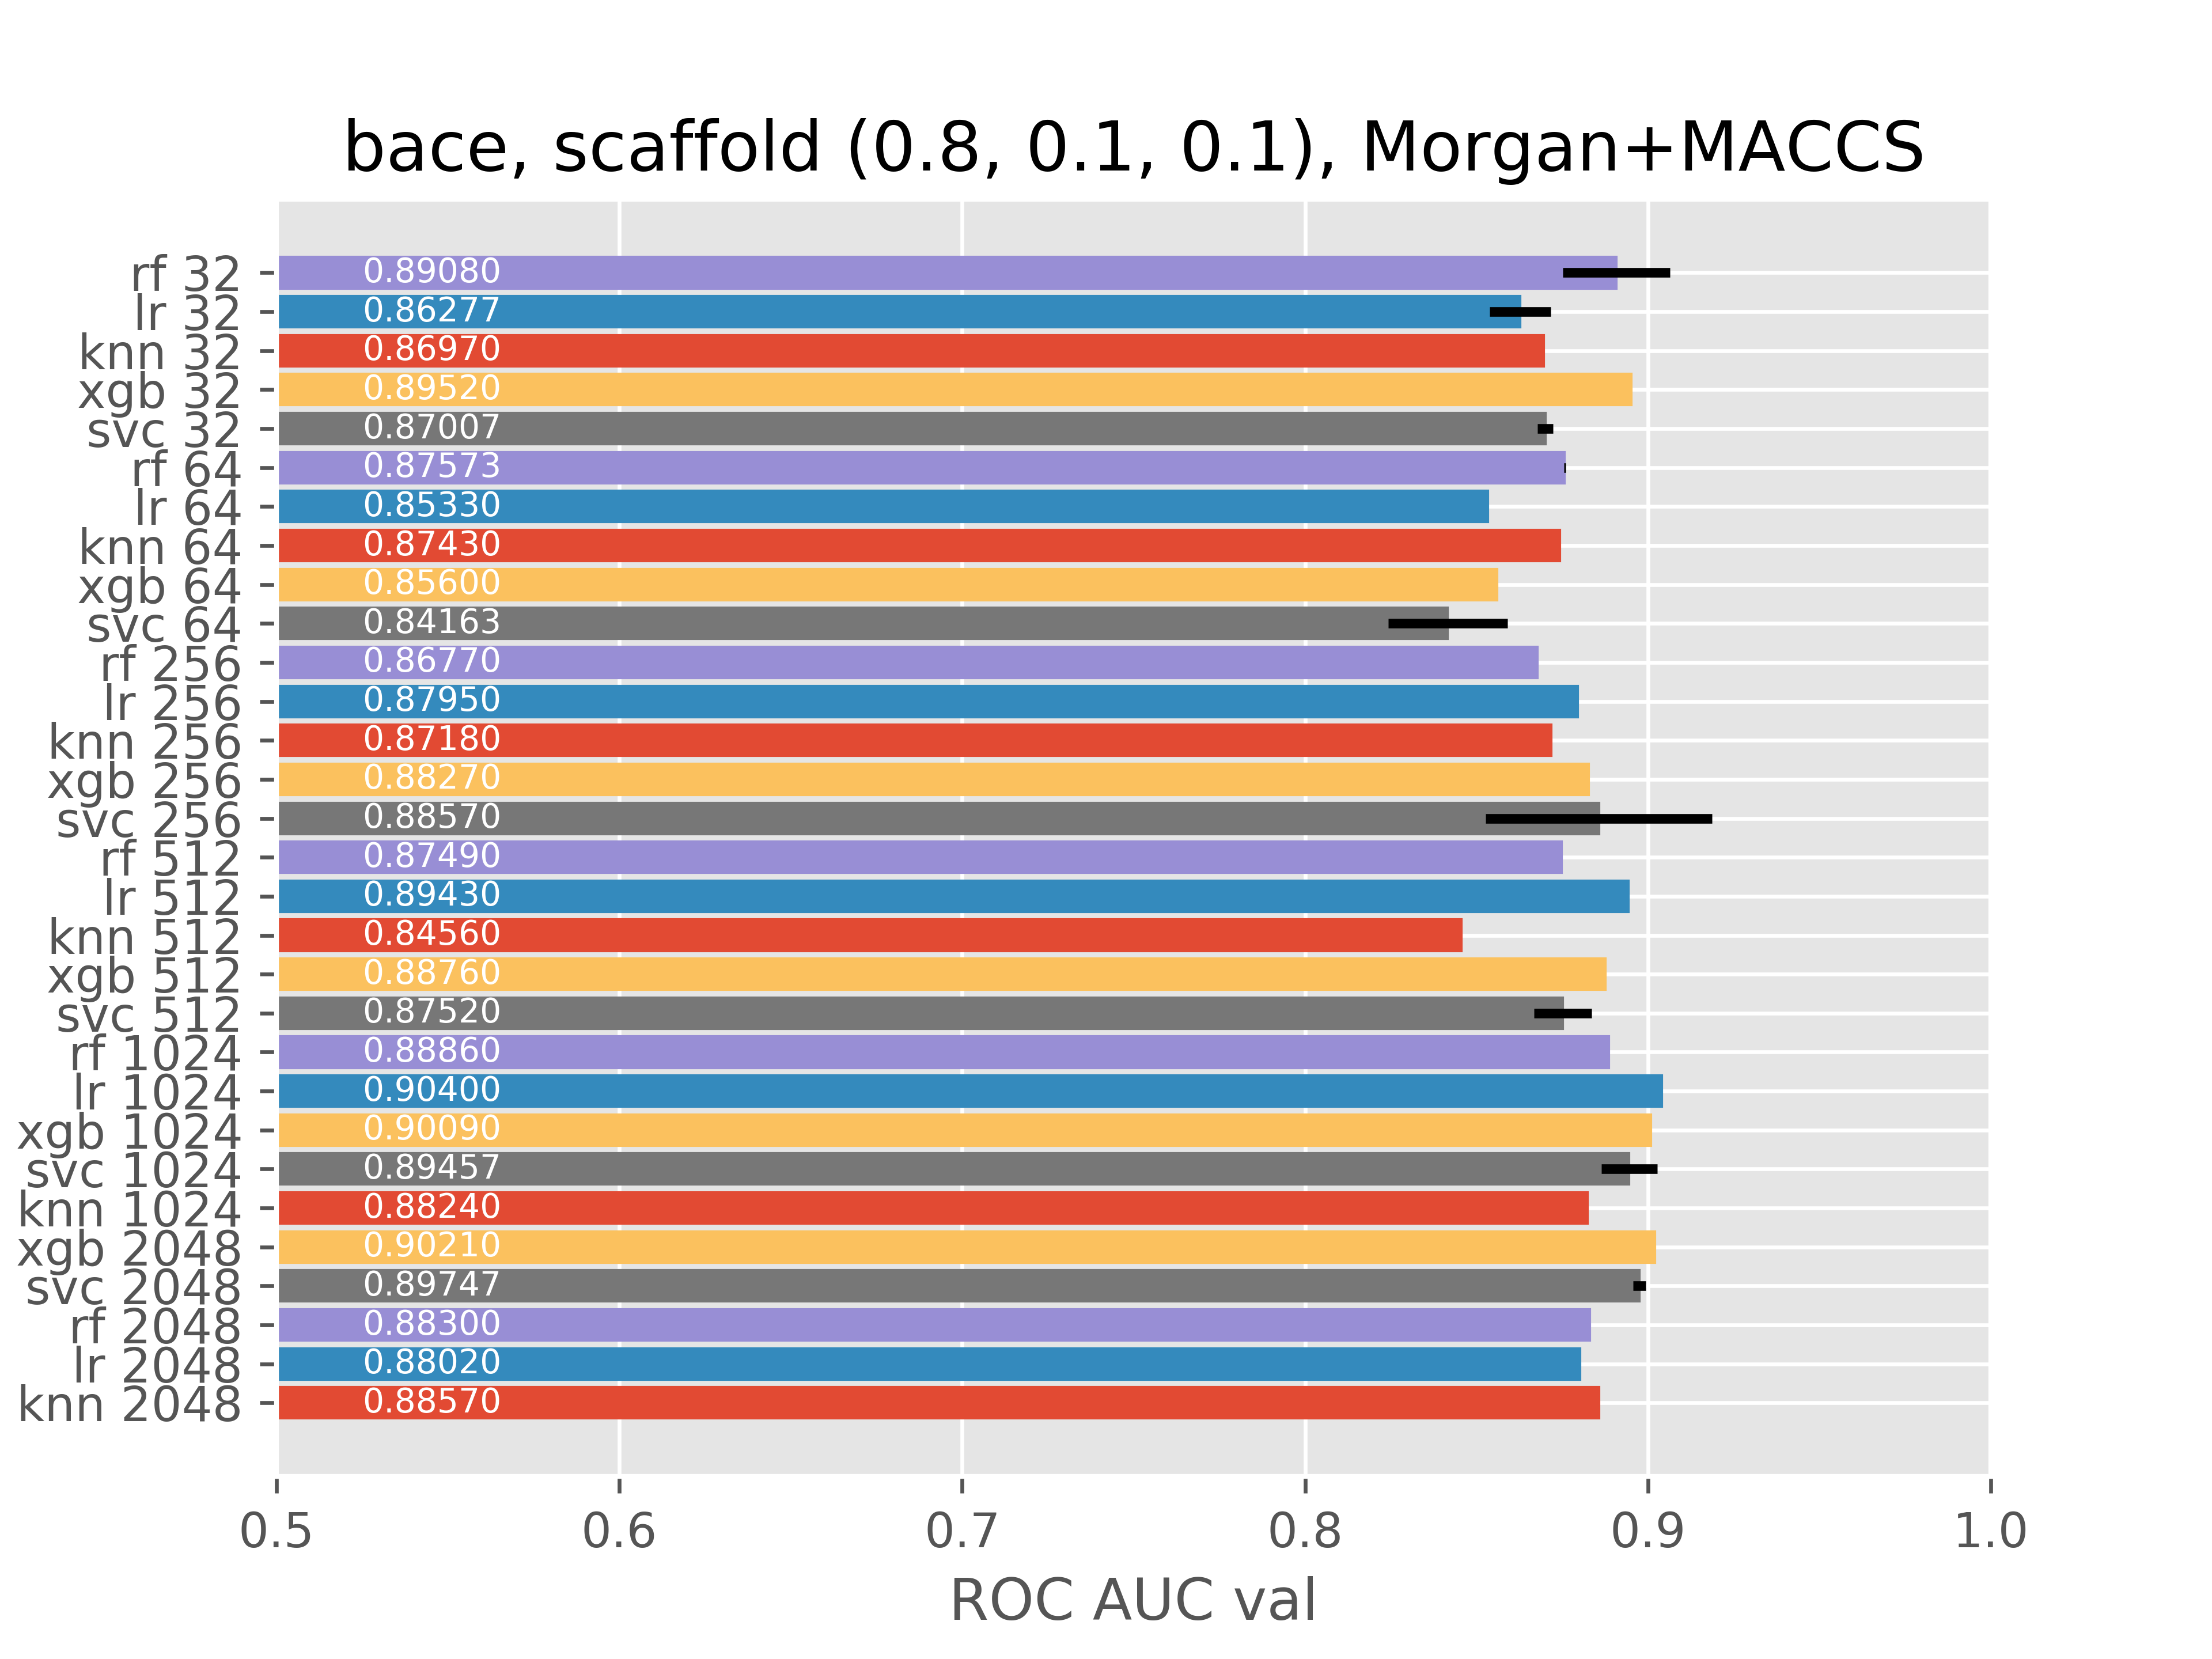 bace, scaffold (0.8, 0.1, 0.1), Morgan+MACCS
rf 32 0.89080
lr 32 0.86277
knn 32 0.86970
xgb 32 0.89520
svc 32 0.87007
rf 64 0.87573
lr 64 0.85330
knn 64 0.87430
xgb 64 0.85600
svc 64 0.84163
rf 256 0.86770
lr 256 0.87950
knn 256 0.87180
xgb 256 0.88270
svc 256 0.88570
rf 512 0.87490
lr 512 0.89430
knn 512 0.84560
xgb 512 0.88760
svc 512 0.87520
rf 1024 0.88860
lr 1024 0.90400
xgb 1024 0.90090
svc 1024 0.89457
knn 1024 0.88240
xgb 2048 0.90210
svc 2048 0.89747
rf 2048 0.88300
lr 2048 0.88020
knn 2048 0.88570
0.5 0.6 0.7 0.8 0.9 1.0
ROC AUC val